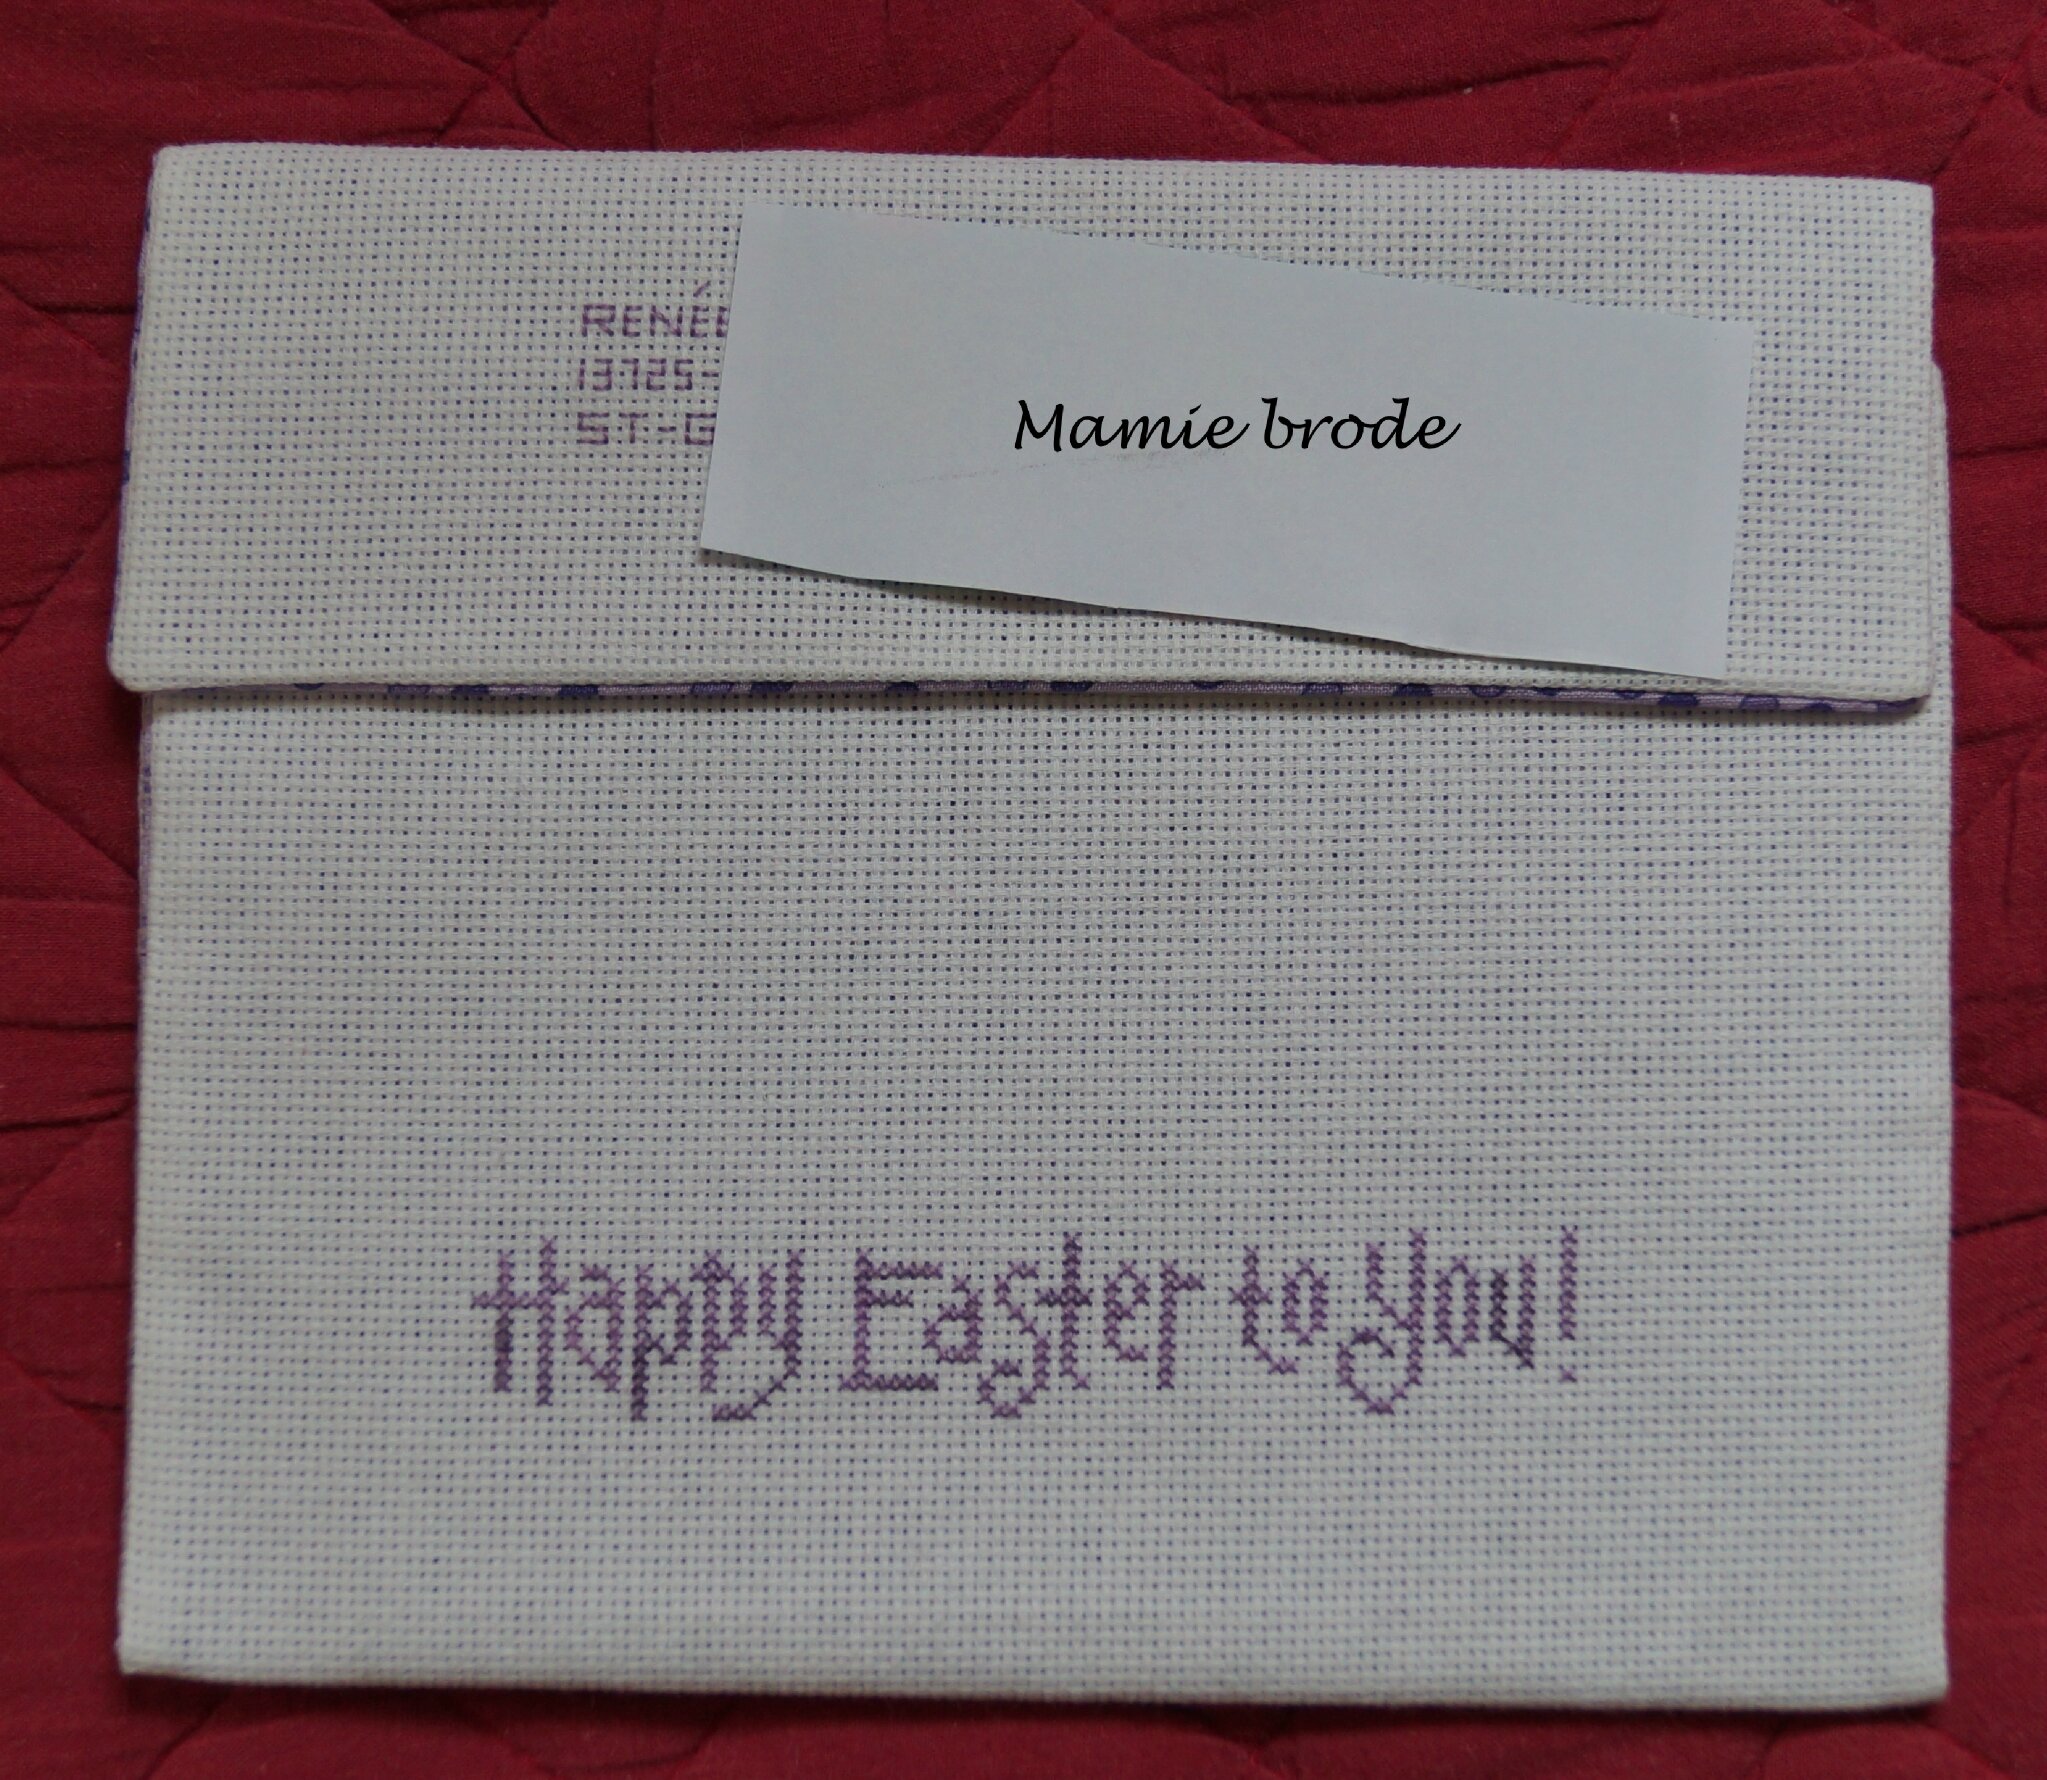 RENÉE
13725-
ST-G
Mamie brode
Happy Easter to you!